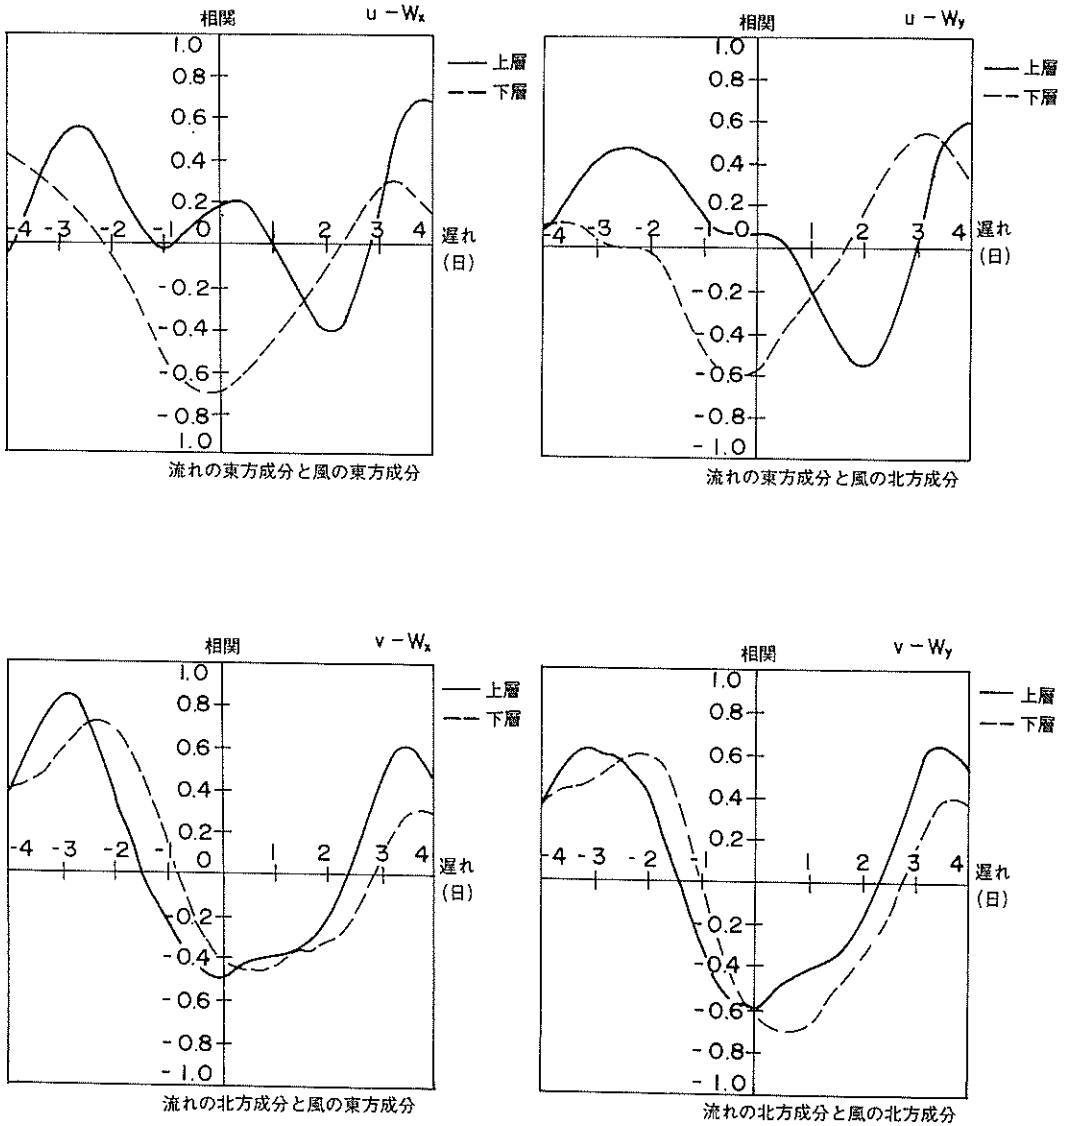 相関
u − Wx
1.0
0.8
0.6
0.4
0.2
-4 -3 -2 -1 0 1 2 3 4
遅れ
(日)
-0.2
-0.4
-0.6
-0.8
1.0
上層
下層
流れの東方成分と風の東方成分
相関
u − Wy
1.0
0.8
0.6
0.4
0.2
-4 -3 -2 -1 0 1 2 3 4
遅れ
(日)
-0.2
-0.4
-0.6
-0.8
-1.0
上層
下層
流れの東方成分と風の北方成分
相関
v − Wx
1.0
0.8
0.6
0.4
0.2
-4 -3 -2 -1 0 1 2 3 4
遅れ
(日)
-0.2
-0.4
-0.6
-0.8
-1.0
上層
下層
流れの北方成分と風の東方成分
相関
v − Wy
1.0
0.8
0.6
0.4
0.2
-4 -3 -2 -1 1 2 3 4
遅れ
(日)
-0.2
-0.4
-0.6
-0.8
-1.0
上層
下層
流れの北方成分と風の北方成分